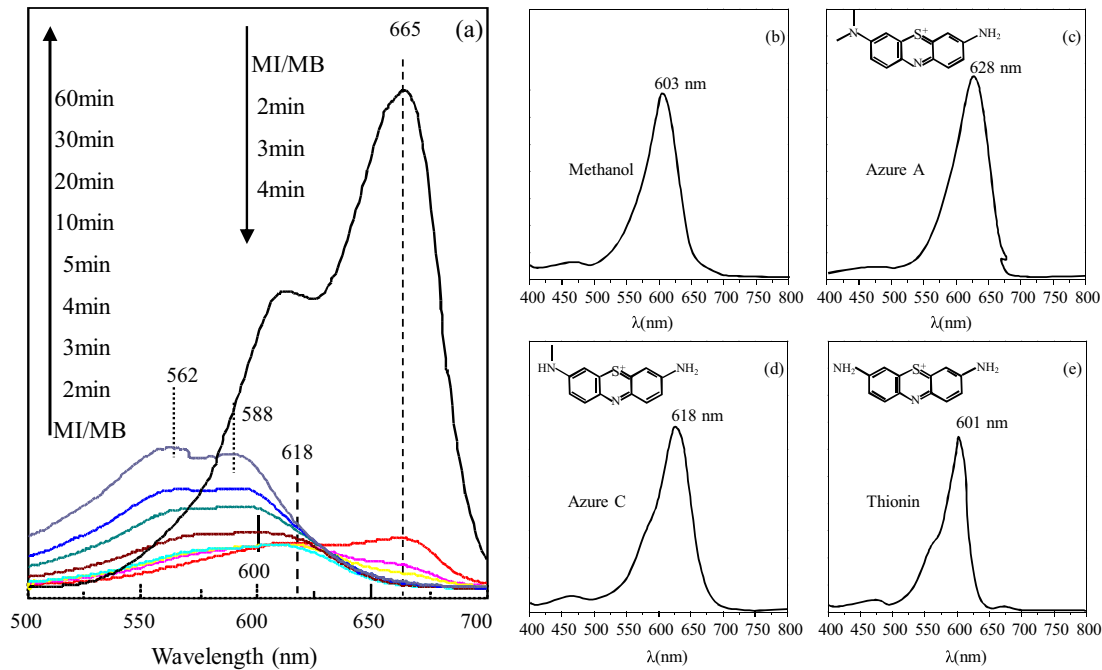 (a)
665
60min
30min
20min
10min
5min
4min
3min
2min
MI/MB
MI/MB
2min
3min
4min
562
588
618
600
500
550
600
650
700
Wavelength (nm)
(b)
603 nm
Methanol
400 450 500 550 600 650 700 750 800
λ(nm)
(c)
N
S+
N
NH2
628 nm
Azure A
400 450 500 550 600 650 700 750 800
λ(nm)
(d)
HN
S+
N
NH2
618 nm
Azure C
400 450 500 550 600 650 700 750 800
λ(nm)
(e)
NH2
S+
N
NH2
601 nm
Thionin
400 450 500 550 600 650 700 750 800
λ(nm)